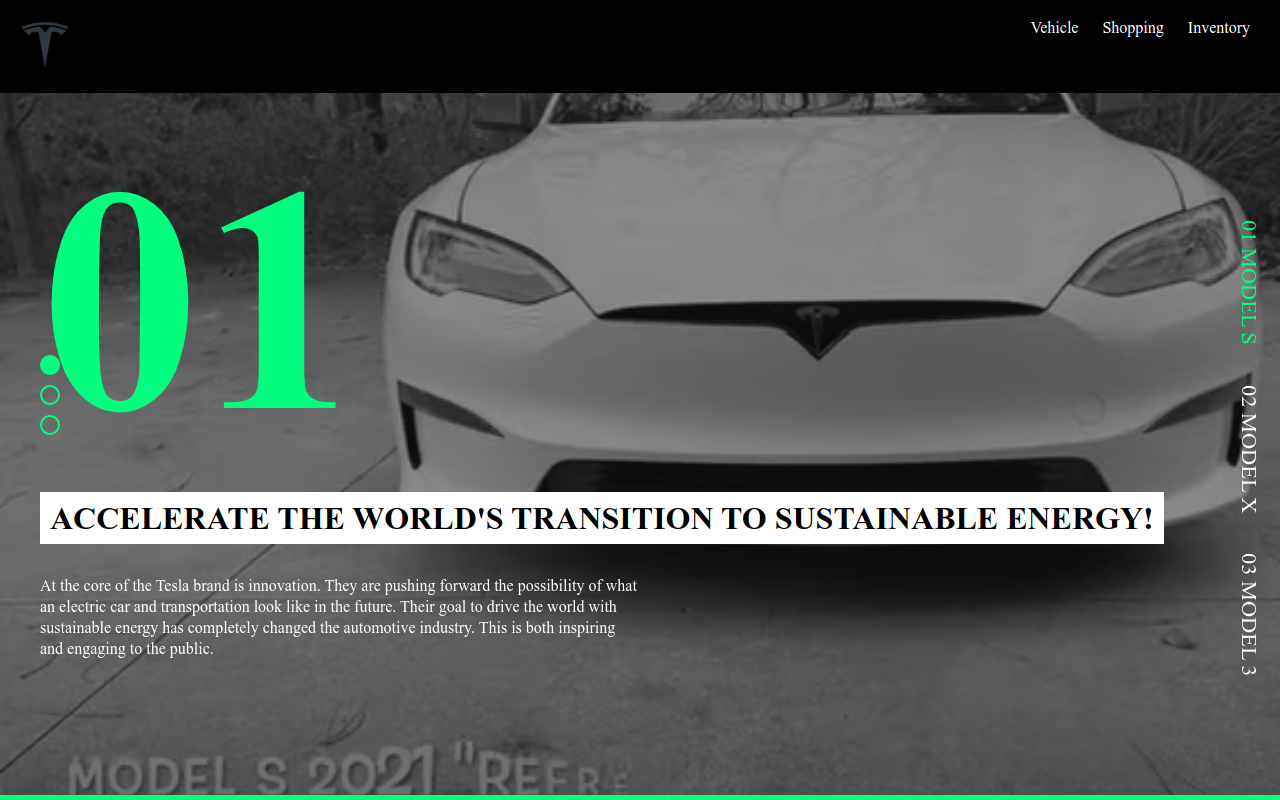 Vehicle Shopping Inventory
01
01 MODEL S
02 MODEL X
03 MODEL 3
ACCELERATE THE WORLD'S TRANSITION TO SUSTAINABLE ENERGY!
At the core of the Tesla brand is innovation. They are pushing forward the possibility of what
an electric car and transportation look like in the future. Their goal to drive the world with
sustainable energy has completely changed the automotive industry. This is both inspiring
and engaging to the public.
MODEL S 2021 "REFRE